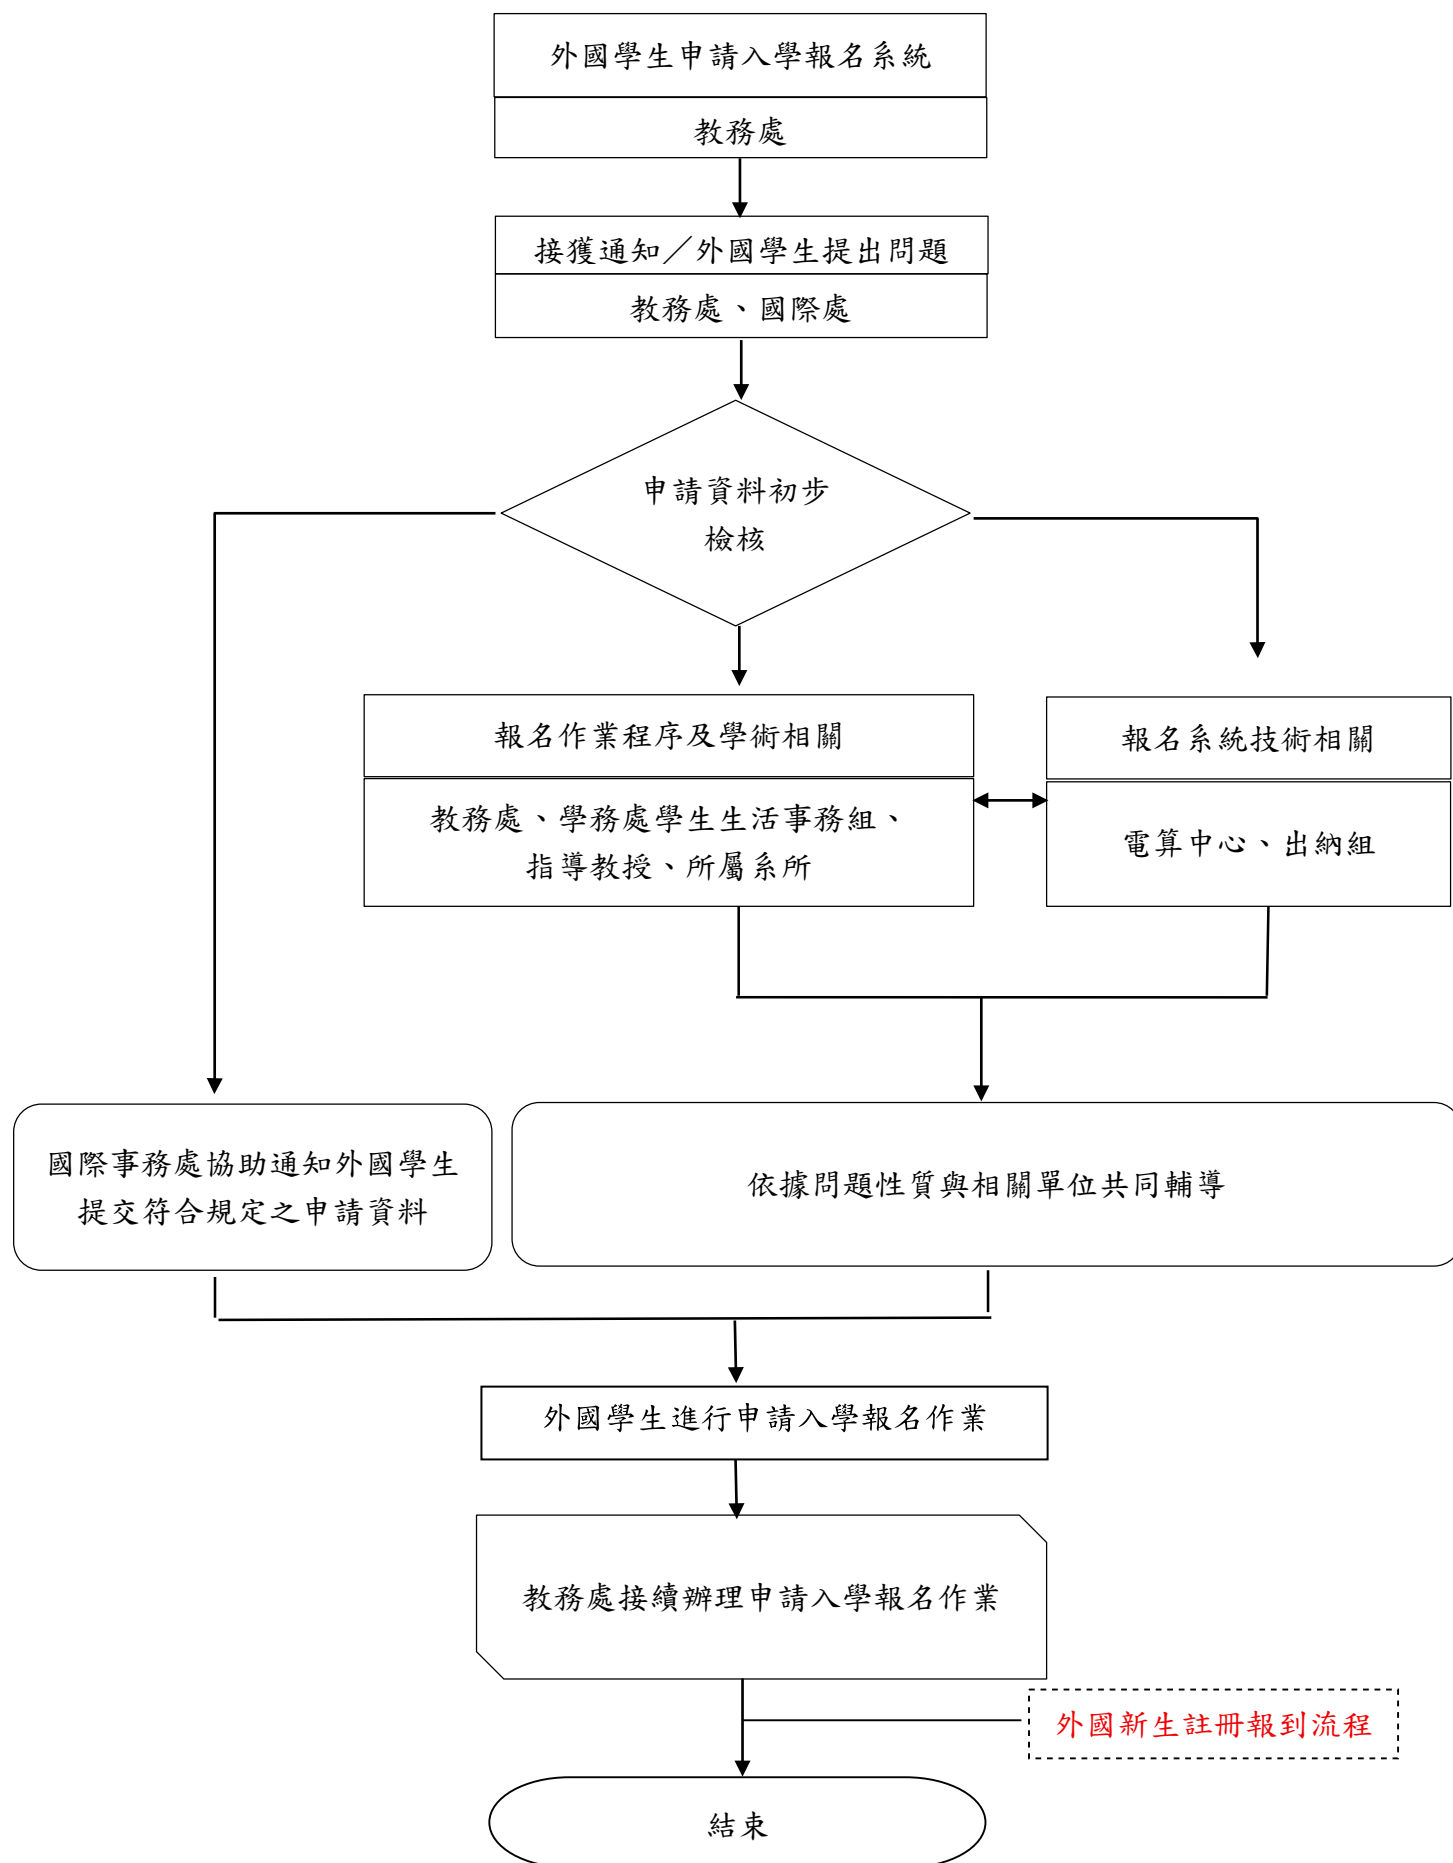 外國學生申請入學報名系統
教務處
接獲通知／外國學生提出問題
教務處、國際處
申請資料初步
檢核
報名作業程序及學術相關
教務處、學務處學生生活事務組、
指導教授、所屬系所
報名系統技術相關
電算中心、出納組
國際事務處協助通知外國學生
提交符合規定之申請資料
依據問題性質與相關單位共同輔導
外國學生進行申請入學報名作業
教務處接續辦理申請入學報名作業
外國新生註冊報到流程
結束